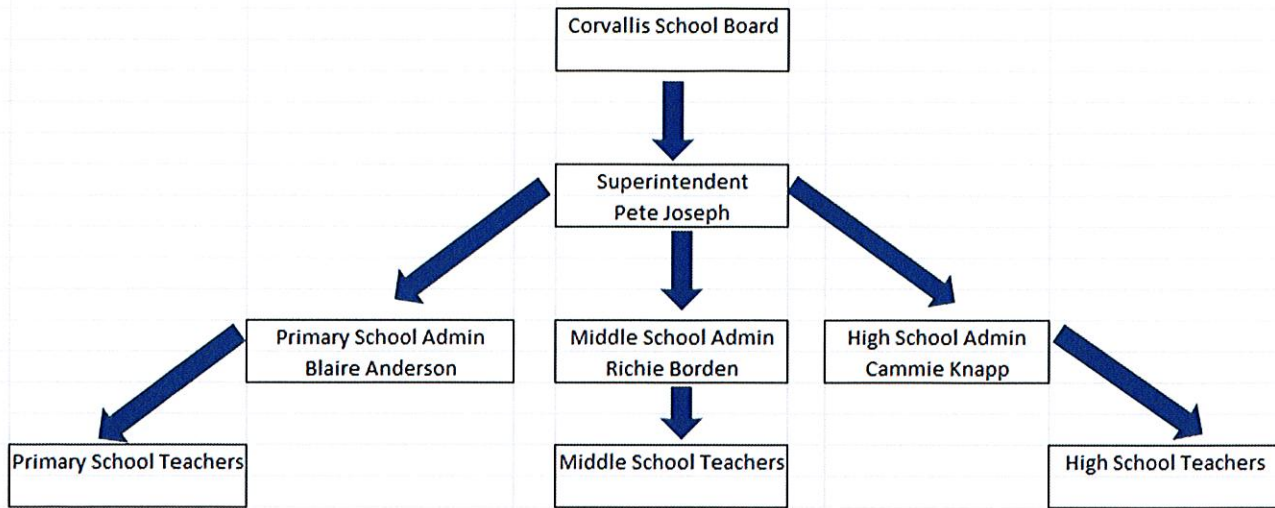 Corvallis School Board
Superintendent
Pete Joseph
Primary School Admin
Blaire Anderson
Middle School Admin
Richie Borden
High School Admin
Cammie Knapp
Primary School Teachers
Middle School Teachers
High School Teachers